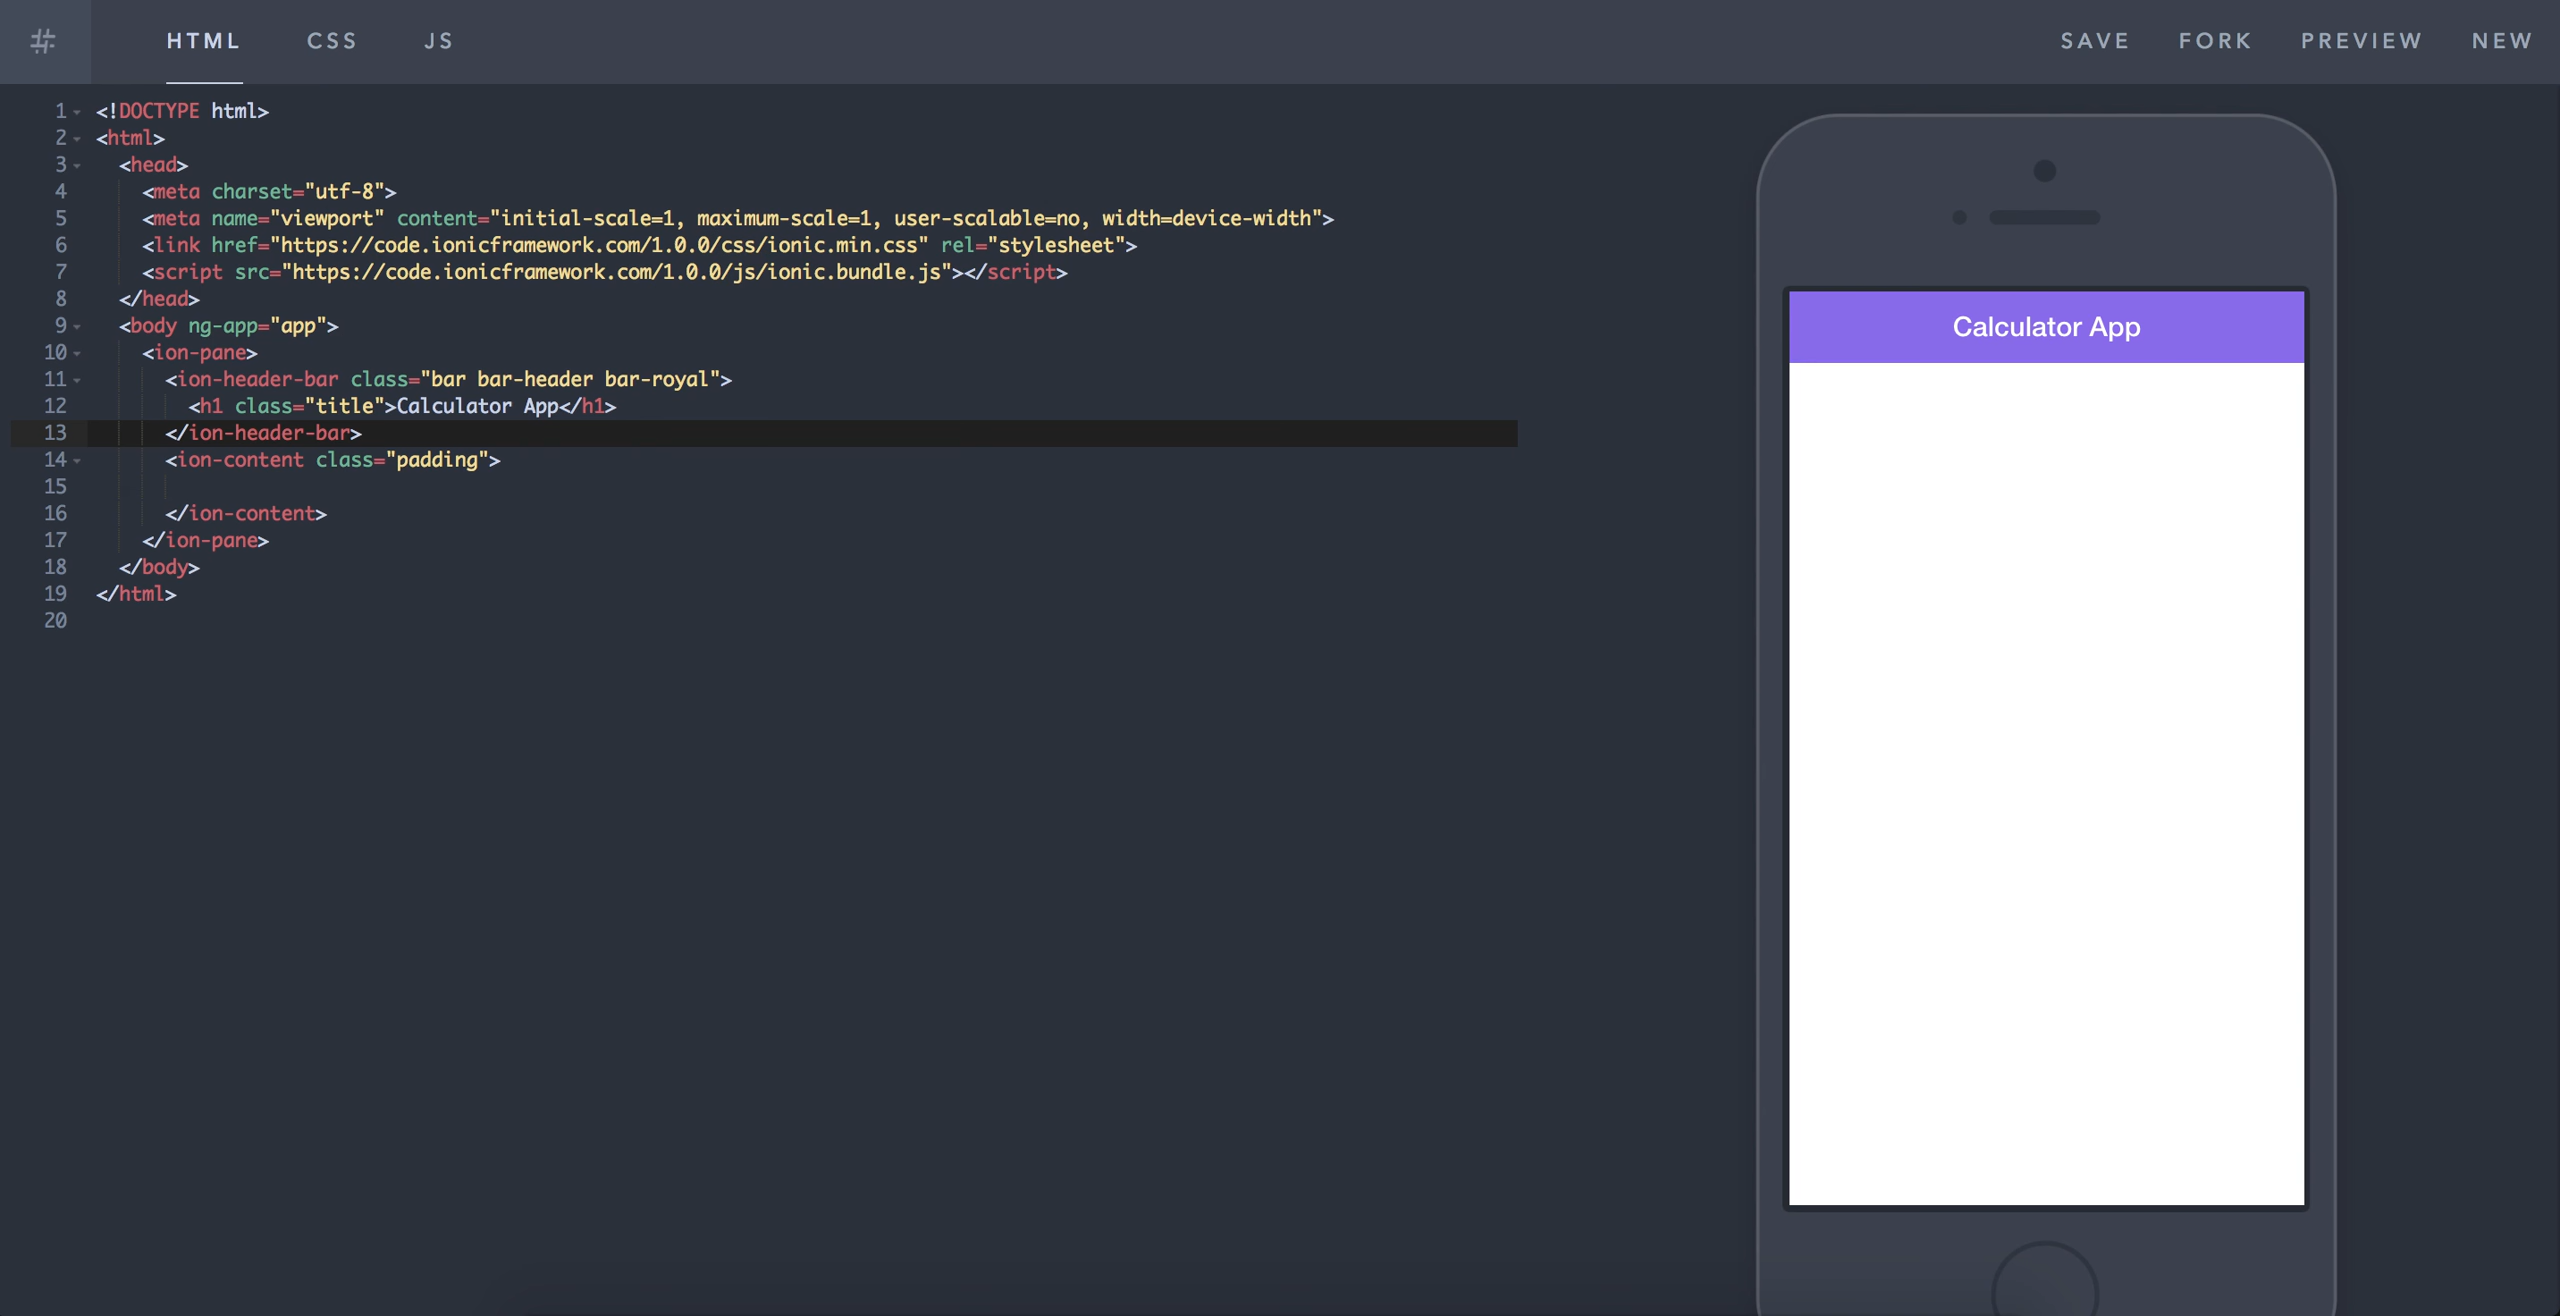 HTML CSS JS SAVE FORK PREVIEW NEW
1 <!DOCTYPE html>
2 <html>
3   <head>
4     <meta charset="utf-8">
5     <meta name="viewport" content="initial-scale=1, maximum-scale=1, user-scalable=no, width=device-width">
6     <link href="https://code.ionicframework.com/1.0.0/css/ionic.min.css" rel="stylesheet">
7     <script src="https://code.ionicframework.com/1.0.0/js/ionic.bundle.js"></script>
8   </head>
9   <body ng-app="app">
10     <ion-pane>
11       <ion-header-bar class="bar bar-header bar-royal">
12         <h1 class="title">Calculator App</h1>
13       </ion-header-bar>
14       <ion-content class="padding">
15
16       </ion-content>
17     </ion-pane>
18   </body>
19 </html>
20
Calculator App